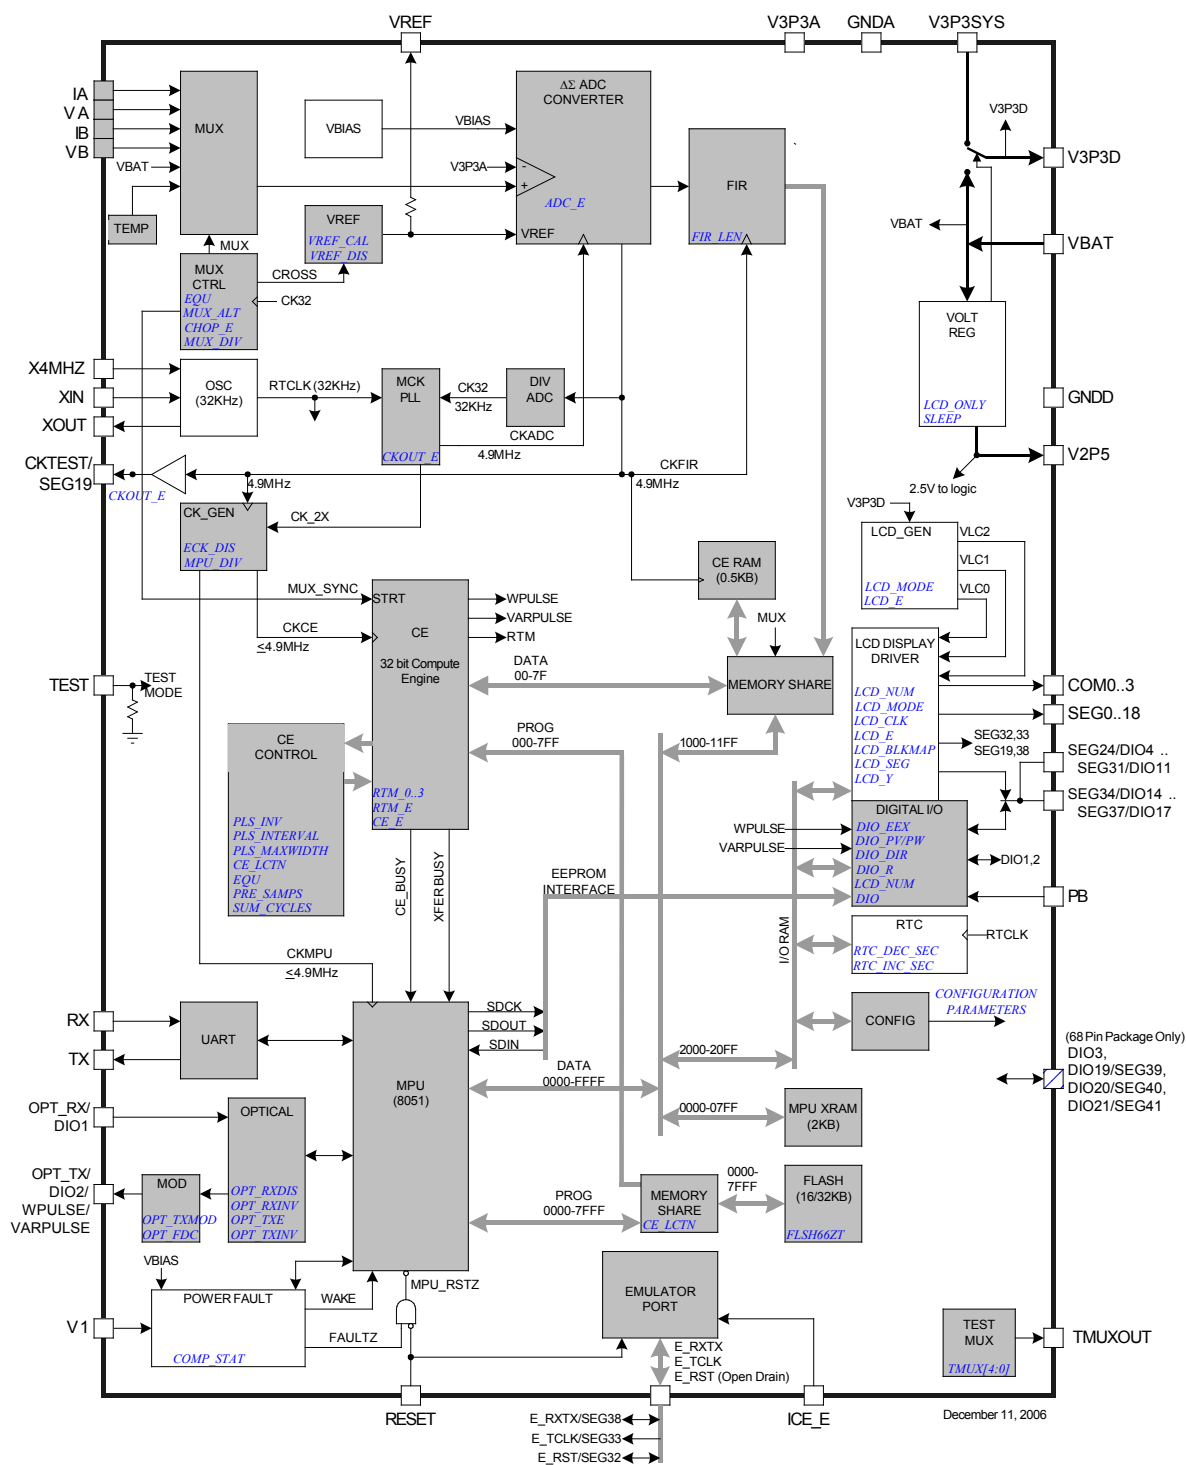 VREF
V3P3A
GNDA
V3P3SYS
IA
VA
IB
VB
VBAT
MUX
TEMP
VBIAS
VBIAS
V3P3A
ΔΣ ADC
CONVERTER
-
+
ADC_E
VREF
FIR
FIR_LEN
V3P3D
V3P3D
VBAT
VBAT
MUX
VREF
VREF_CAL
VREF_DIS
MUX
CTRL
EQU
MUX_ALT
CHOP_E
MUX_DIV
CROSS
CK32
VOLT
REG
LCD_ONLY
SLEEP
GNDD
V2P5
2.5V to logic
X4MHZ
XIN
XOUT
OSC
(32KHz)
RTCLK (32KHz)
MCK
PLL
CKOUT_E
CK32
32KHz
DIV
ADC
CKADC
4.9MHz
CKTEST/
SEG19
CKOUT_E
4.9MHz
CKFIR
4.9MHz
CK_GEN
ECK_DIS
MPU_DIV
CK_2X
V3P3D
LCD_GEN
LCD_MODE
LCD_E
VLC2
VLC1
VLC0
CE RAM
(0.5KB)
MUX_SYNC
STRT
CE
32 bit Compute
Engine
RTM_0..3
RTM_E
CE_E
WPULSE
VARPULSE
RTM
CKCE
≤4.9MHz
MUX
MEMORY SHARE
DATA
00-7F
PROG
000-7FF
1000-11FF
LCD DISPLAY
DRIVER
LCD_NUM
LCD_MODE
LCD_CLK
LCD_E
LCD_BLKMAP
LCD_SEG
LCD_Y
COM0..3
SEG0..18
SEG32,33
SEG19,38
SEG24/DIO4 ..
SEG31/DIO11
SEG34/DIO14 ..
SEG37/DIO17
TEST
TEST
MODE
CE
CONTROL
PLS_INV
PLS_INTERVAL
PLS_MAXWIDTH
CE_LCTN
EQU
PRE_SAMPS
SUM_CYCLES
DIGITAL I/O
DIO_EEX
DIO_PV/PW
DIO_DIR
DIO_R
LCD_NUM
DIO
WPULSE
VARPULSE
DIO1,2
PB
EEPROM
INTERFACE
CE_BUSY
XFER BUSY
I/O RAM
RTC
RTC_DEC_SEC
RTC_INC_SEC
RTCLK
CONFIG
CONFIGURATION
PARAMETERS
CKMPU
≤4.9MHz
RX
TX
UART
MPU
(8051)
SDCK
SDOUT
SDIN
DATA
0000-FFFF
2000-20FF
0000-07FF
MPU XRAM
(2KB)
(68 Pin Package Only)
DIO3,
DIO19/SEG39,
DIO20/SEG40,
DIO21/SEG41
OPT_RX/
DIO1
OPTICAL
OPT_RXDIS
OPT_RXINV
OPT_TXE
OPT_TXINV
OPT_TX/
DIO2/
WPULSE/
VARPULSE
MOD
OPT_TXMOD
OPT_FDC
PROG
0000-7FFF
MEMORY
SHARE
CE_LCTN
0000-
7FFF
FLASH
(16/32KB)
FLSH66ZT
VBIAS
POWER FAULT
COMP_STAT
WAKE
FAULTZ
MPU_RSTZ
V1
EMULATOR
PORT
E_RXTX
E_TCLK
E_RST (Open Drain)
TEST
MUX
TMUX[4:0]
TMUXOUT
RESET
ICE_E
December 11, 2006
E_RXTX/SEG38
E_TCLK/SEG33
E_RST/SEG32